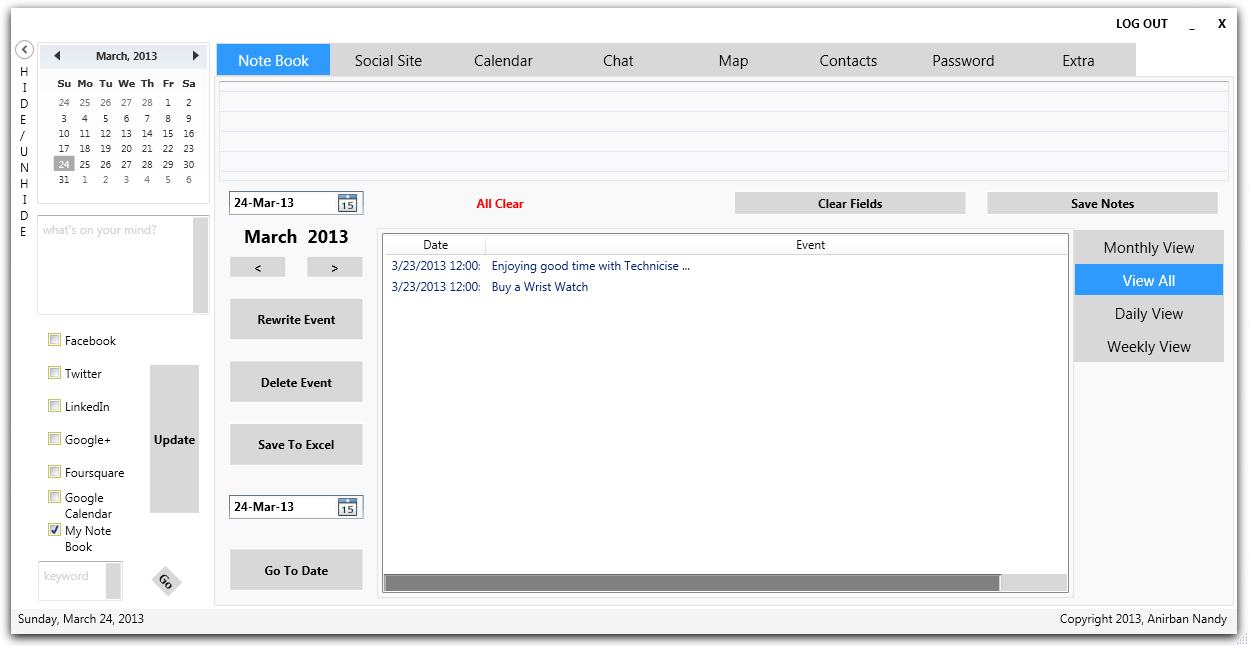 LOG OUT _ X
HIDE/UNHIDE
March, 2013
Su Mo Tu We Th Fr Sa
24 25 26 27 28 1 2
3 4 5 6 7 8 9
10 11 12 13 14 15 16
17 18 19 20 21 22 23
24 25 26 27 28 29 30
31 1 2 3 4 5 6
what's on your mind?
Facebook
Twitter
LinkedIn
Google+
Foursquare
Google
Calendar
My Note
Book
Update
keyword
Go
Note Book Social Site Calendar Chat Map Contacts Password Extra
24-Mar-13 15
All Clear
Clear Fields
Save Notes
March 2013
< >
Rewrite Event
Delete Event
Save To Excel
24-Mar-13 15
Go To Date
Date Event
3/23/2013 12:00: Enjoying good time with Technicise ...
3/23/2013 12:00: Buy a Wrist Watch
Monthly View
View All
Daily View
Weekly View
Sunday, March 24, 2013
Copyright 2013, Anirban Nandy